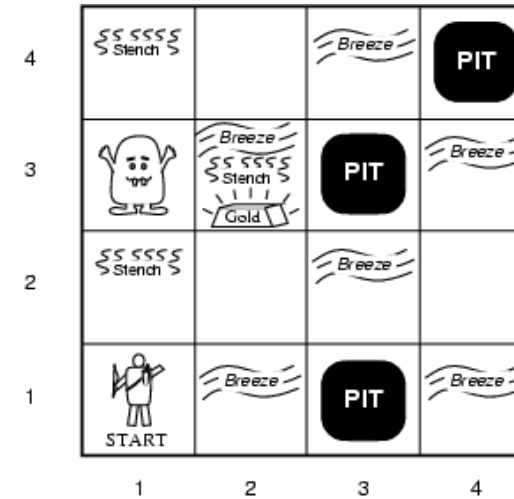 4
Stench
Breeze
PIT
3
Breeze
Stench
Gold
PIT
Breeze
2
Stench
Breeze
1
START
Breeze
PIT
Breeze
1 2 3 4